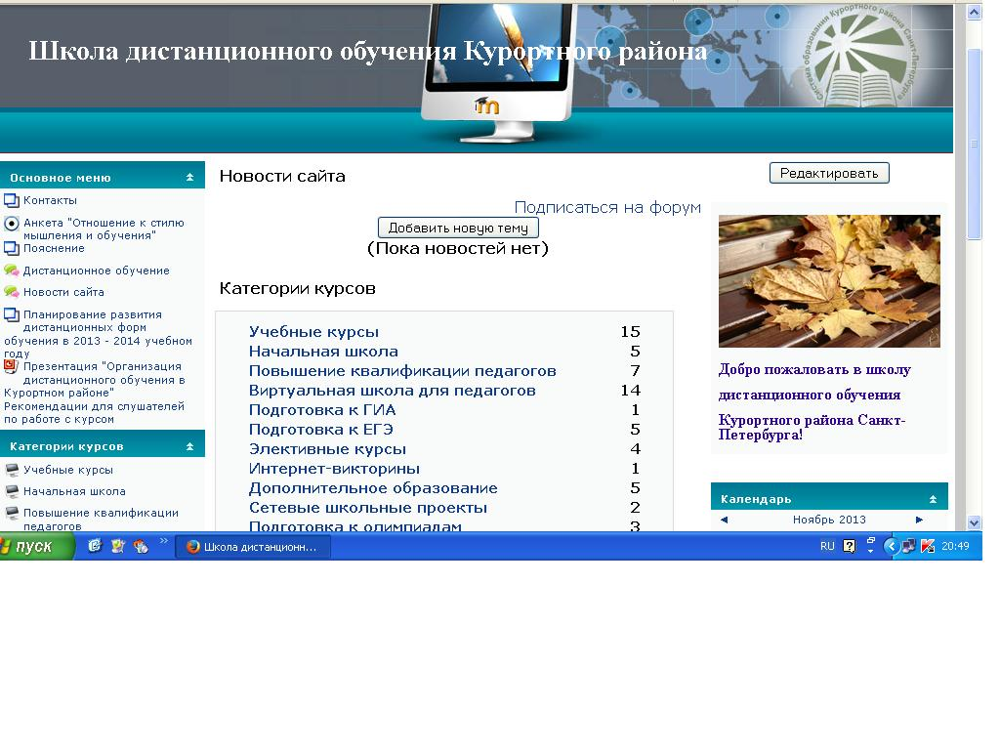 Школа дистанционного обучения Курортного района
Система образования Курортного района Санкт-Петербурга
m
Основное меню
Контакты
Анкета "Отношение к стилю
мышления и обучения"
Пояснение
Дистанционное обучение
Новости сайта
Планирование развития
дистанционных форм
обучения в 2013 - 2014 учебном
году
Презентация "Организация
дистанционного обучения в
Курортном районе"
Рекомендации для слушателей
по работе с курсом
Категории курсов
Учебные курсы
Начальная школа
Повышение квалификации
педагогов
Новости сайта
Подписаться на форум
Добавить новую тему
(Пока новостей нет)
Категории курсов
Учебные курсы 15
Начальная школа 5
Повышение квалификации педагогов 7
Виртуальная школа для педагогов 14
Подготовка к ГИА 1
Подготовка к ЕГЭ 5
Элективные курсы 4
Интернет-викторины 1
Дополнительное образование 5
Сетевые школьные проекты 2
Подготовка к олимпиадам 3
Редактировать
Добро пожаловать в школу
дистанционного обучения
Курортного района Санкт-
Петербурга!
Календарь
◄ Ноябрь 2013 ►
пуск
»
Школа дистанционн...
RU
?
20:49